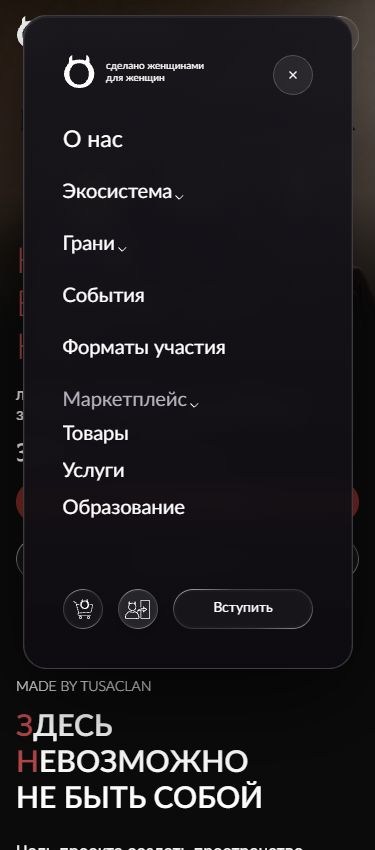 сделано женщинами
для женщин
О нас
Экосистема
Грани
События
Форматы участия
Маркетплейс
Товары
Услуги
Образование
Вступить
MADE BY TUSACLAN
ЗДЕСЬ
НЕВОЗМОЖНО
НЕ БЫТЬ СОБОЙ